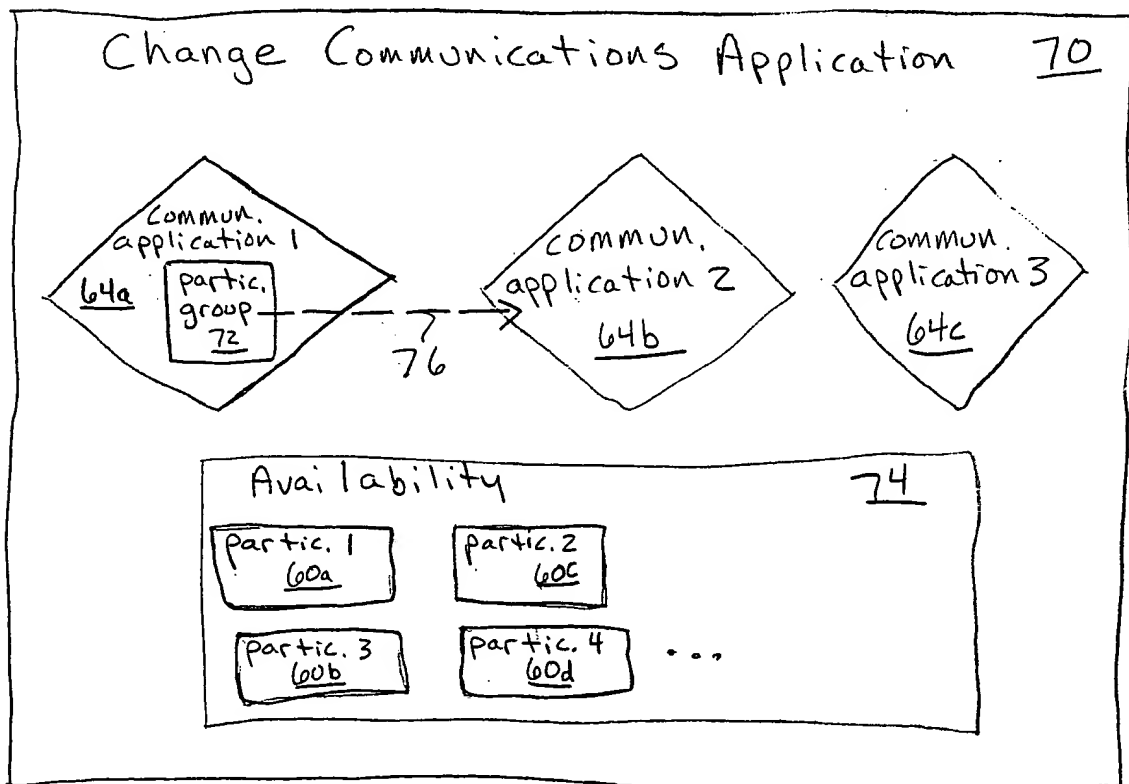 Change Communications Application 70
commun.
application 1
64a
partic.
group
72
76
commun.
application 2
64b
commun.
application 3
64c
Availability 74
partic. 1
60a
partic. 2
60c
partic. 3
60b
partic. 4
60d
...